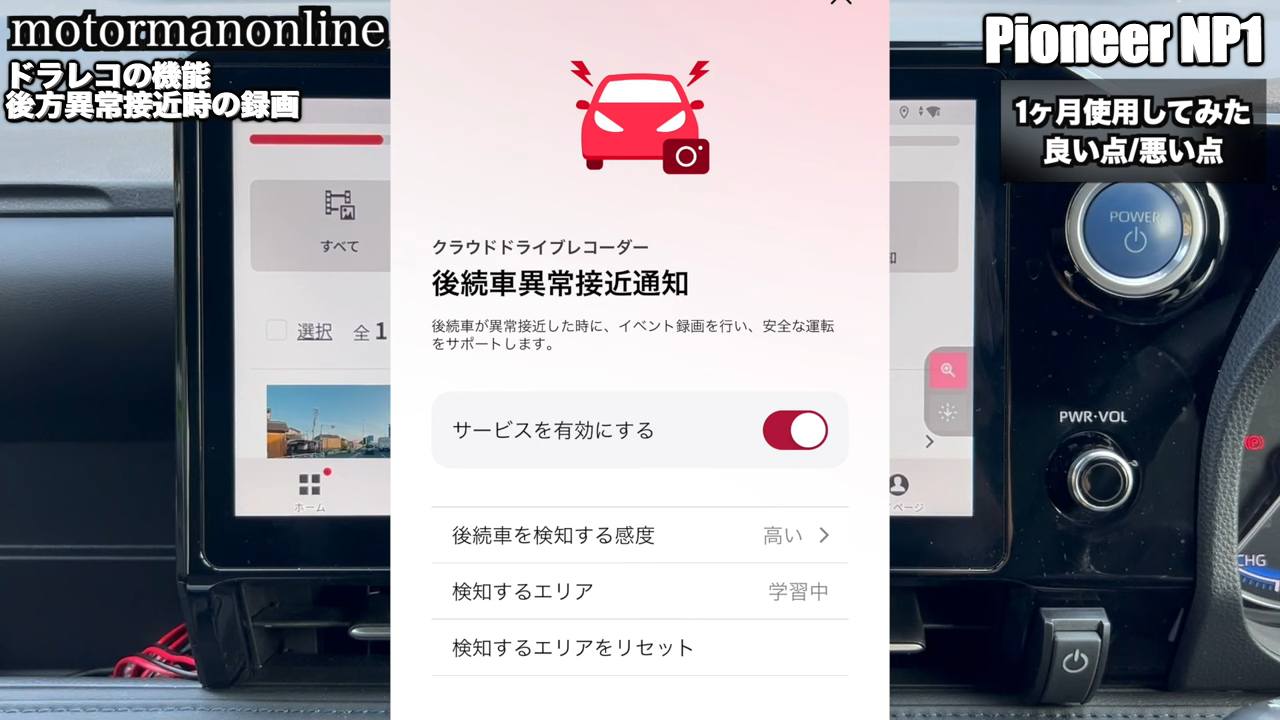 motormanonline
ドラレコの機能
後方異常接近時の録画
Pioneer NP1
1ヶ月使用してみた
良い点/悪い点
すべて
選択 全1
ホーム
クラウドドライブレコーダー
後続車異常接近通知
後続車が異常接近した時に、イベント録画を行い、安全な運転
をサポートします。
サービスを有効にする
後続車を検知する感度 高い
検知するエリア 学習中
検知するエリアをリセット
ページ
POWER
PWR·VOL
CHG